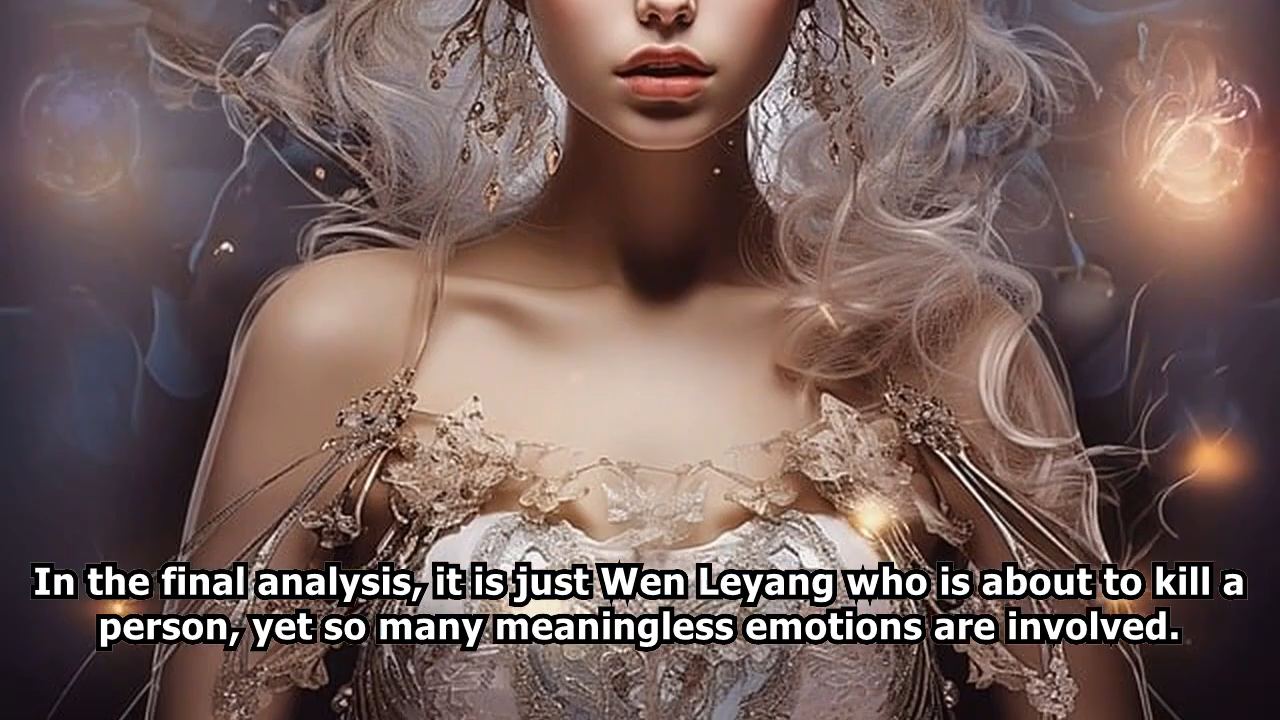 In the final analysis, it is just Wen Leyang who is about to kill a
person, yet so many meaningless emotions are involved.